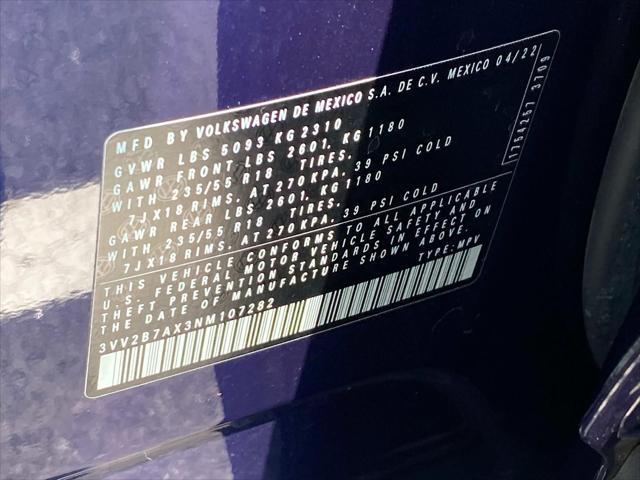 MFD BY VOLKSWAGEN DE MEXICO S.A. DE C.V. MEXICO 04/22
GVWR LBS 5093 KG 2310
GAWR FRONT LBS 2601, KG 1180
WITH 235/55 R18 TIRES,
7JX18 RIMS, AT 270 KPA, 39 PSI COLD
GAWR REAR LBS 2601, KG 1180
WITH 235/55 R18 TIRES,
7JX18 RIMS, AT 270 KPA, 39 PSI COLD
THIS VEHICLE CONFORMS TO ALL APPLICABLE
U.S. FEDERAL MOTOR VEHICLE SAFETY AND
THEFT PREVENTION STANDARDS IN EFFECT ON
THE DATE OF MANUFACTURE SHOWN ABOVE.
TYPE: MPV
3VV2B7AX3NM107282
1734257 3709